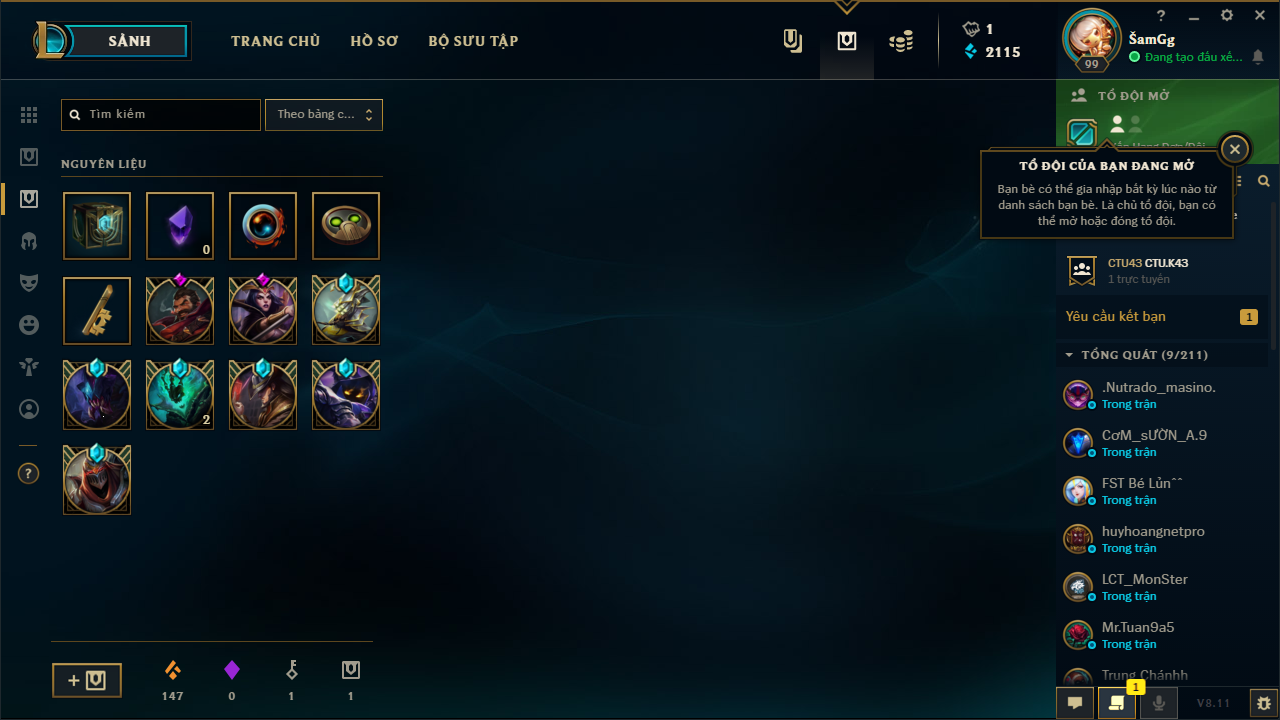 SẢNH
TRANG CHỦ
HỒ SƠ
BỘ SƯU TẬP
1
2115
?
99
ŠamGg
Đang tạo đấu xế...
TỔ ĐỘI MỞ
TỔ ĐỘI CỦA BẠN ĐANG MỞ
Bạn bè có thể gia nhập bất kỳ lúc nào từ
danh sách bạn bè. Là chủ tổ đội, bạn có
thể mở hoặc đóng tổ đội.
Tìm kiếm
Theo bảng c...
NGUYÊN LIỆU
0
2
?
CTU43 CTU.K43
1 trực tuyến
Yêu cầu kết bạn
1
TỔNG QUÁT (9/211)
.Nutrado_masino.
Trong trận
CơM_sƯỜN_A.9
Trong trận
FST Bé Lủnˆˆ
Trong trận
huyhoangnetpro
Trong trận
LCT_MonSter
Trong trận
Mr.Tuan9a5
Trong trận
Trung Chánhh
147
0
1
1
1
V8.11